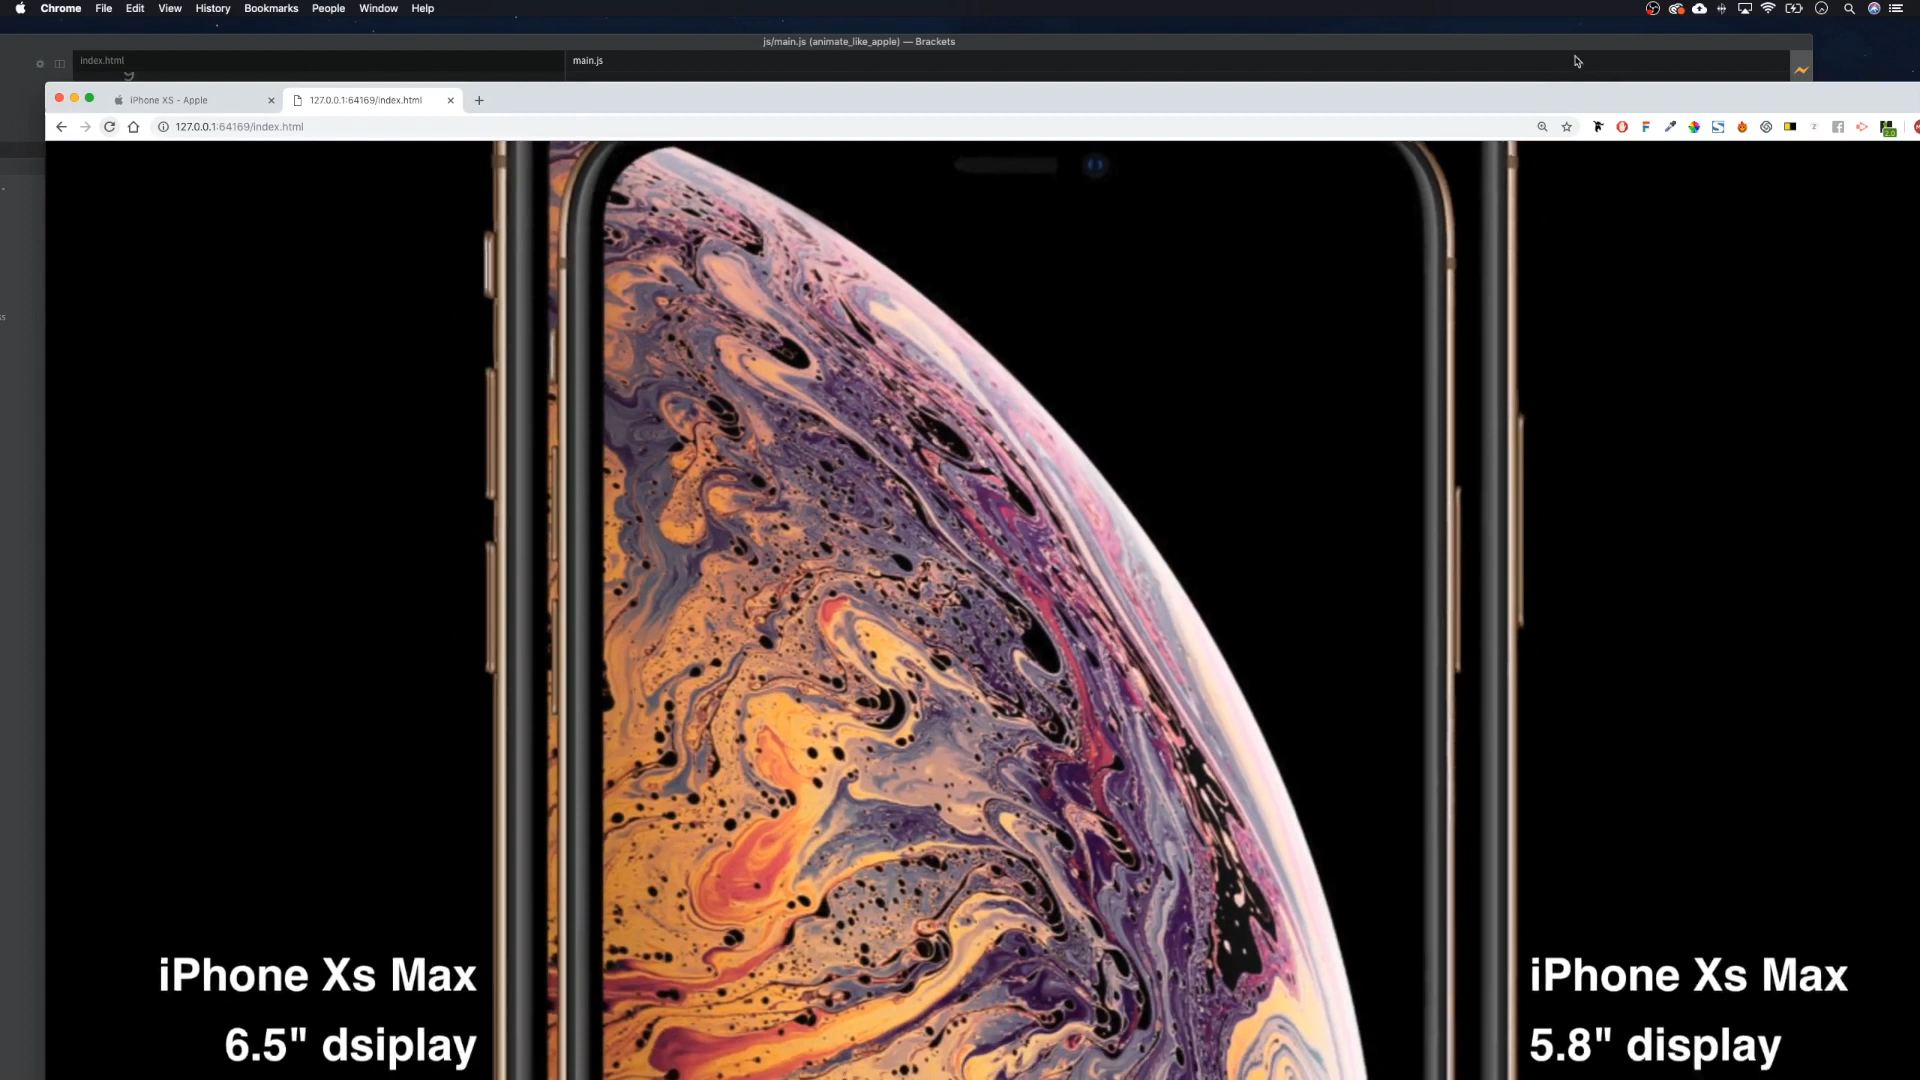 Chrome File Edit View History Bookmarks People Window Help
js/main.js (animate_like_apple) — Brackets
index.html
main.js
iPhone XS - Apple
127.0.0.1:64169/index.html
127.0.0.1:64169/index.html
iPhone Xs Max
6.5" dsiplay
iPhone Xs Max
5.8" display